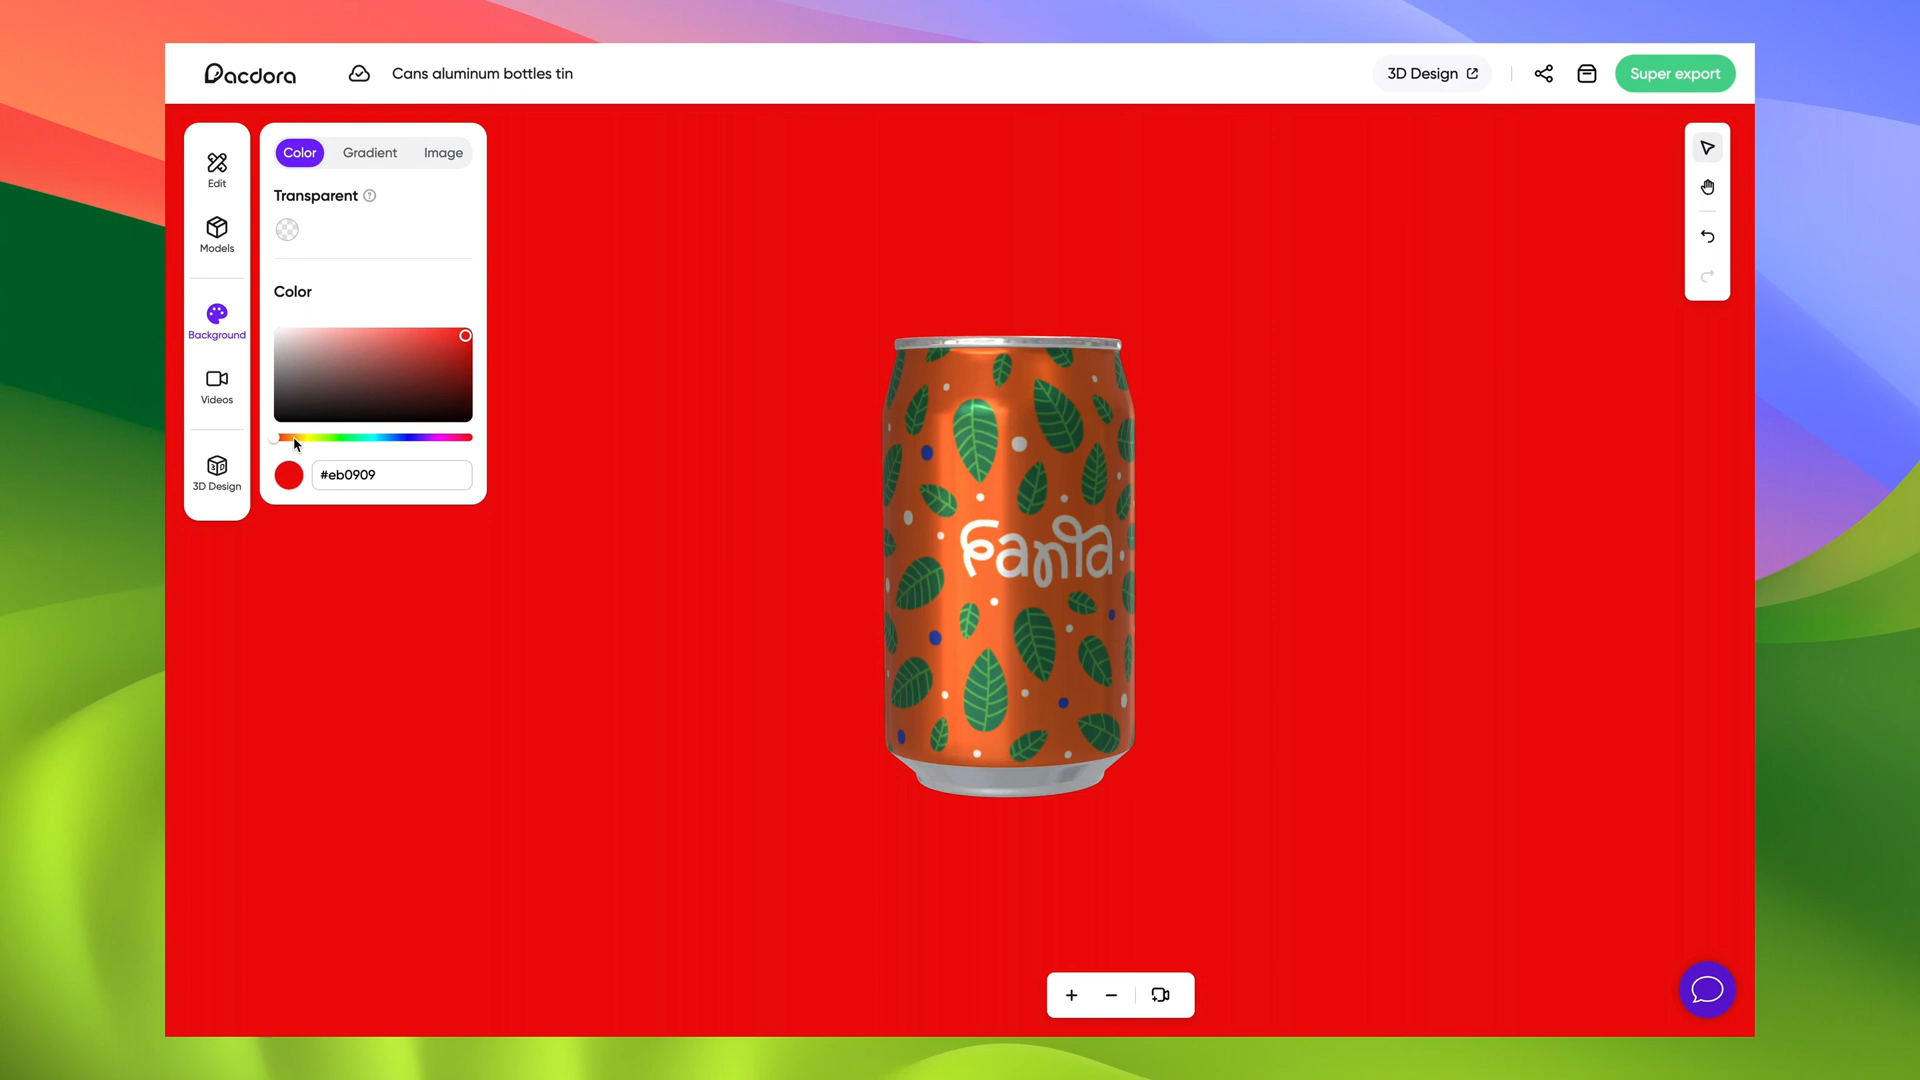 Pacdora
Cans aluminum bottles tin
3D Design
Super export
Edit
Models
Background
Videos
3D Design
Color
Gradient
Image
Transparent
?
Color
#eb0909
Fanta